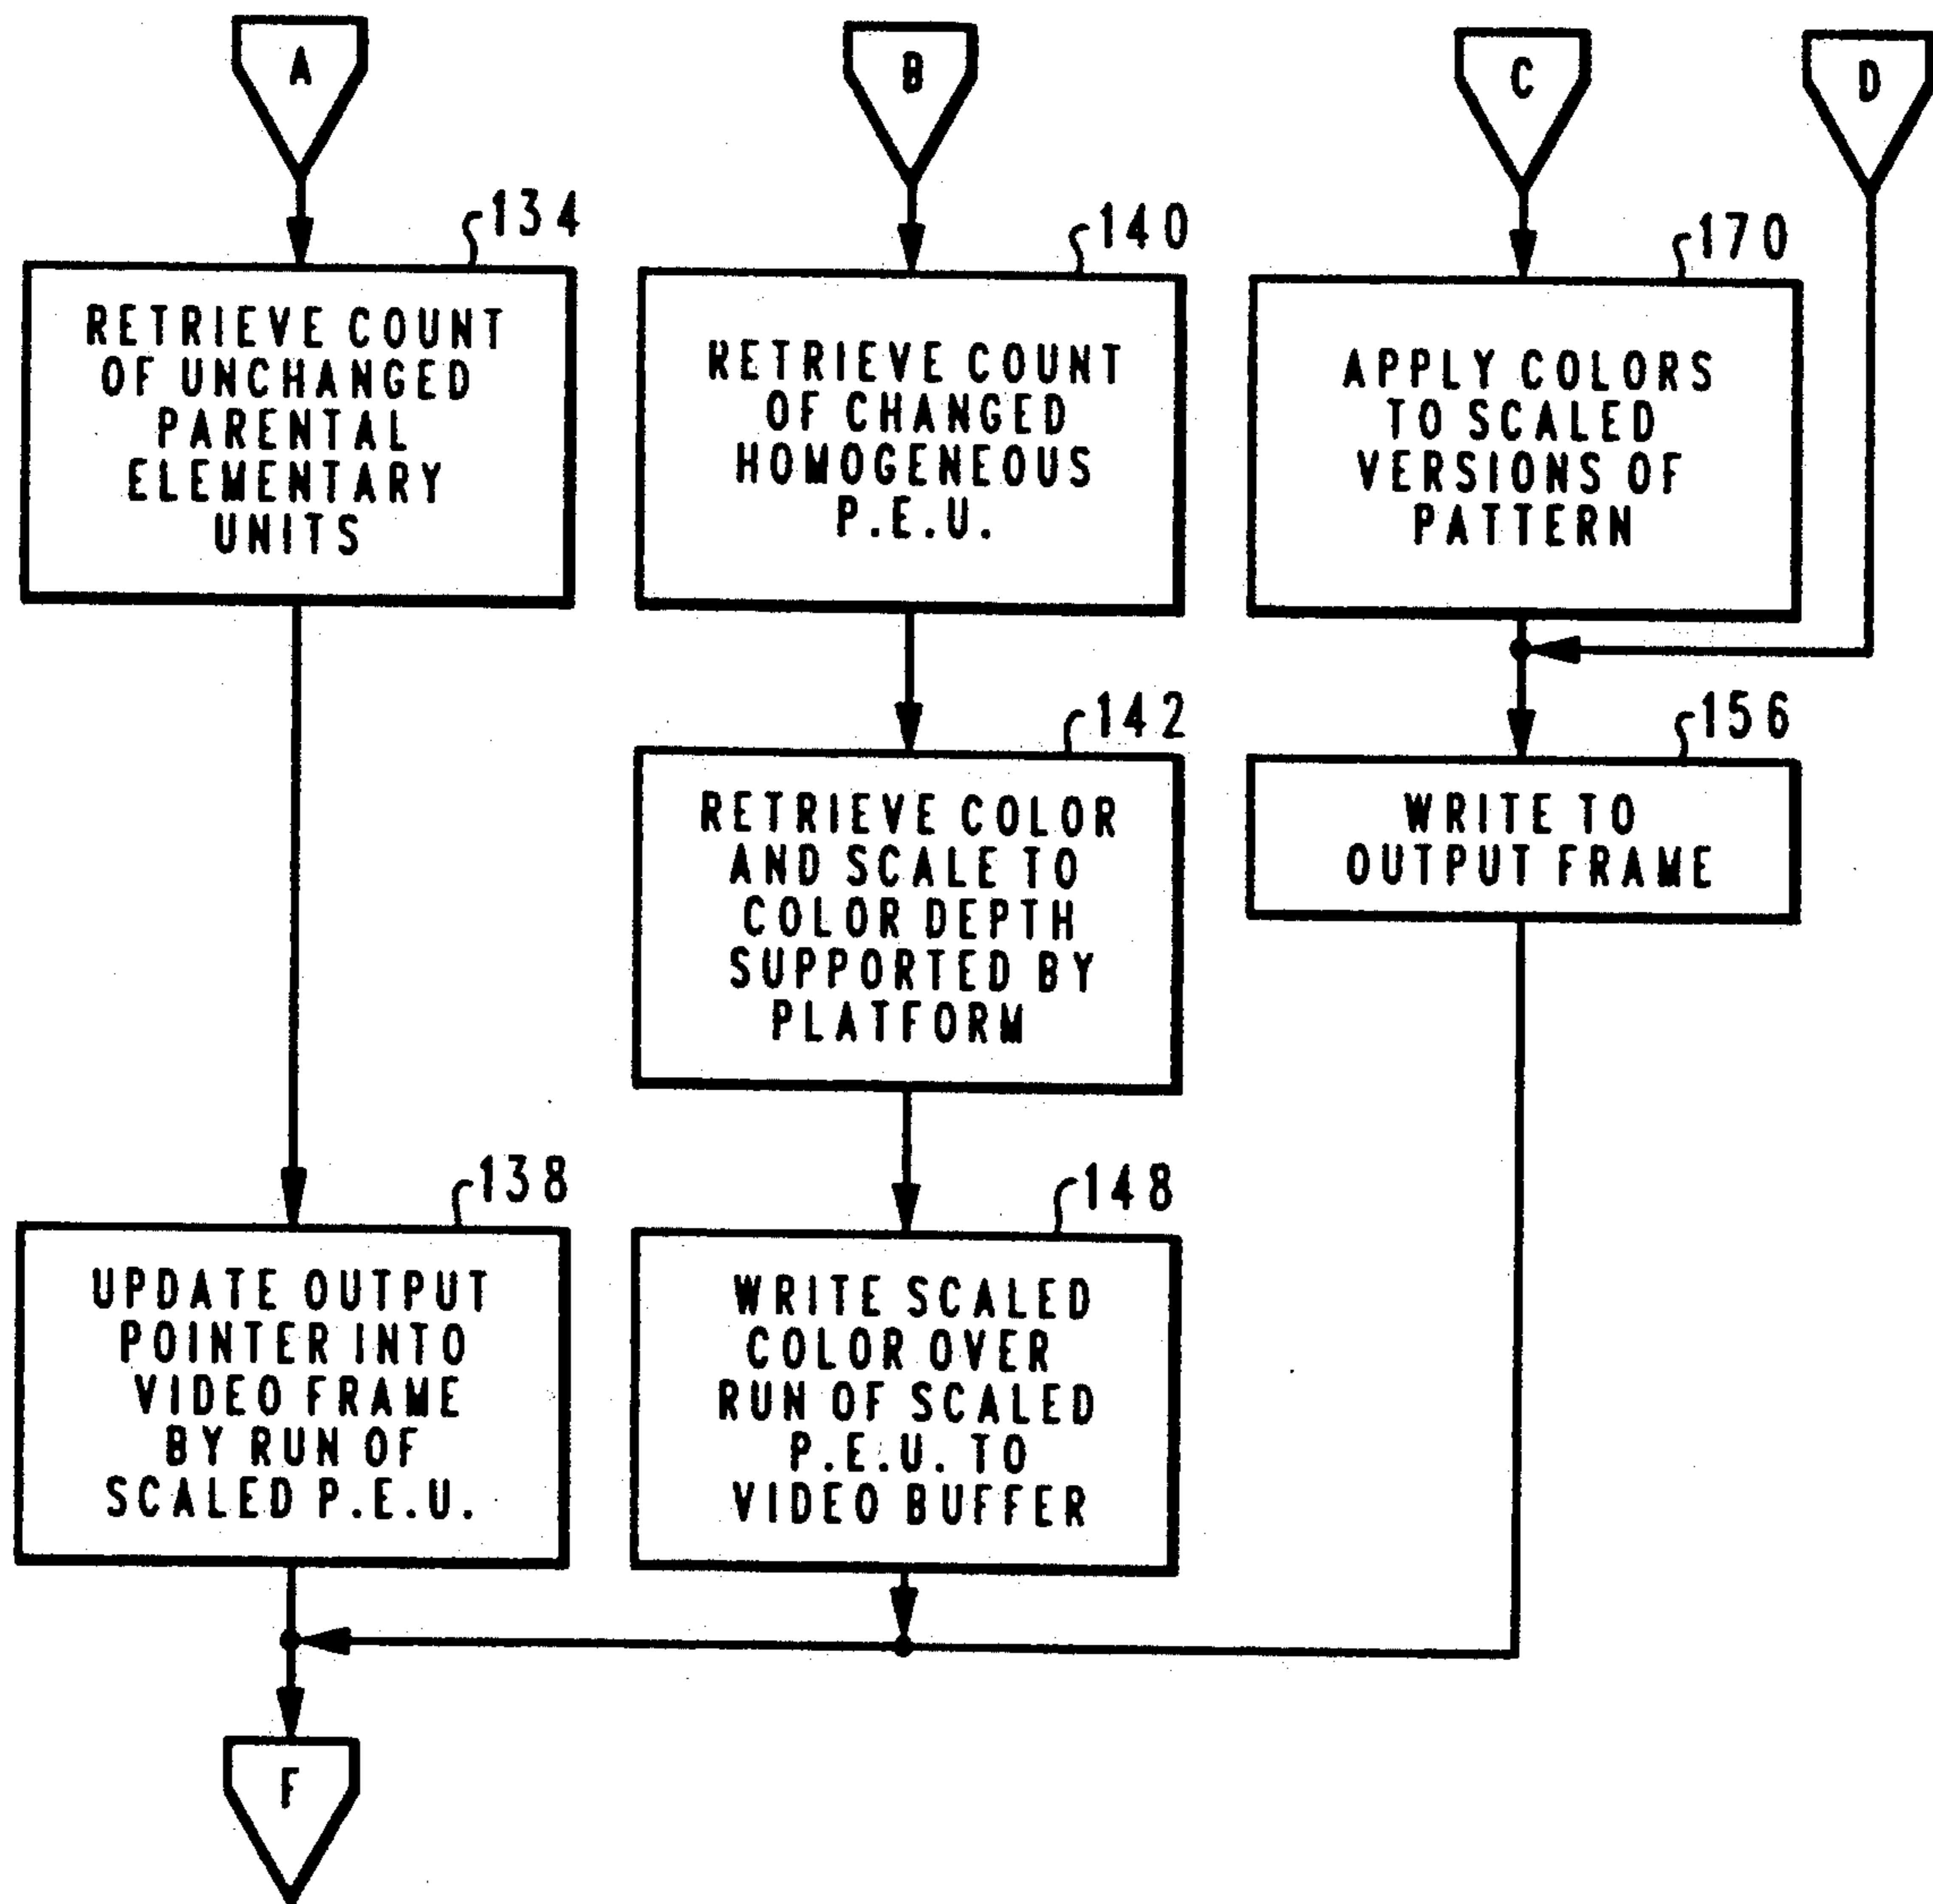 A
B
C
D
134
140
170
RETRIEVE COUNT
OF UNCHANGED
PARENTAL
ELEMENTARY
UNITS
RETRIEVE COUNT
OF CHANGED
HOMOGENEOUS
P.E.U.
APPLY COLORS
TO SCALED
VERSIONS OF
PATTERN
142
156
RETRIEVE COLOR
AND SCALE TO
COLOR DEPTH
SUPPORTED BY
PLATFORM
WRITE TO
OUTPUT FRAME
138
148
UPDATE OUTPUT
POINTER INTO
VIDEO FRAME
BY RUN OF
SCALED P.E.U.
WRITE SCALED
COLOR OVER
RUN OF SCALED
P.E.U. TO
VIDEO BUFFER
F